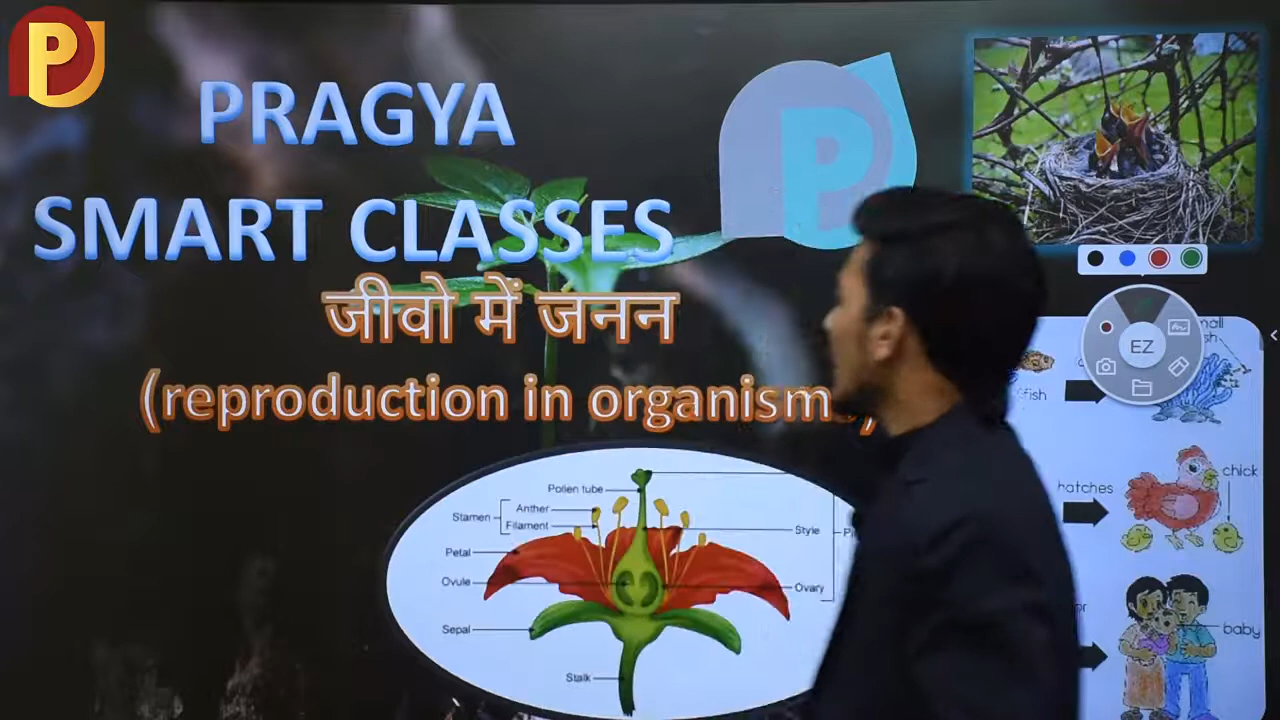 P
PRAGYA
SMART CLASSES
P
जीवो में जनन
(reproduction in organism
Pollen tube
Stamen
Anther
Filament
Style
Petal
Ovule
Ovary
Sepal
Stalk
EZ
fish
hatches
chick
baby